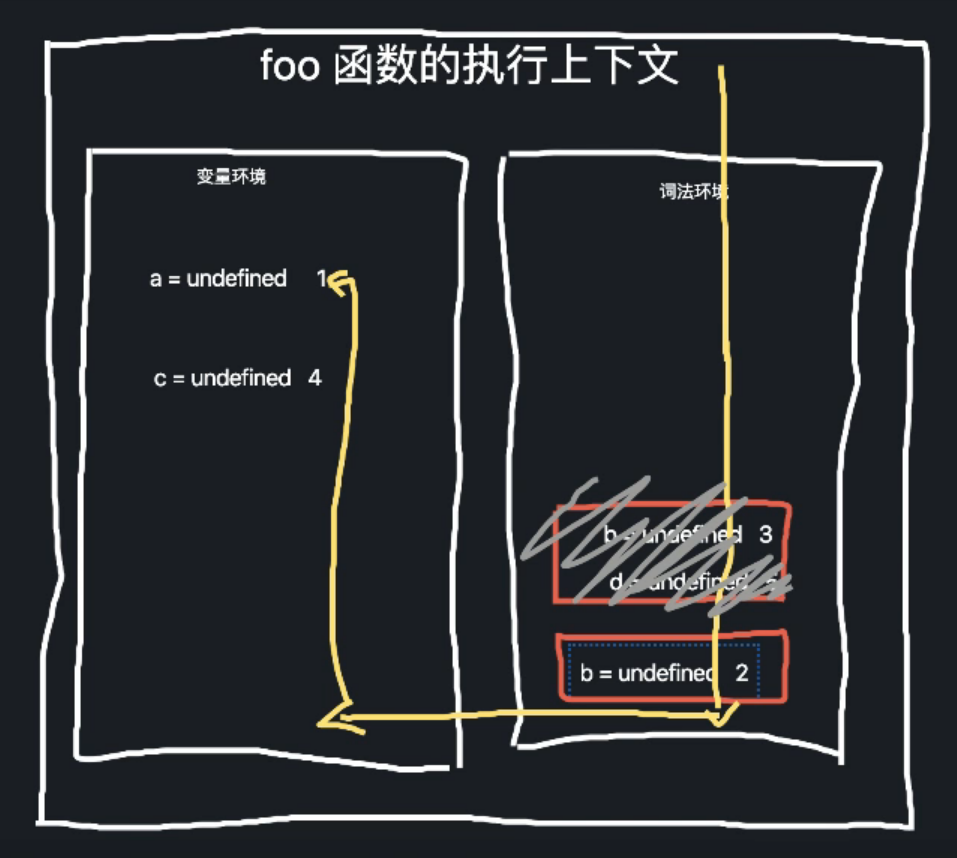 foo 函数的执行上下文
变量环境
a = undefined 1
c = undefined 4
词法环境
b = undefined 3
d = undefined
b = undefined 2